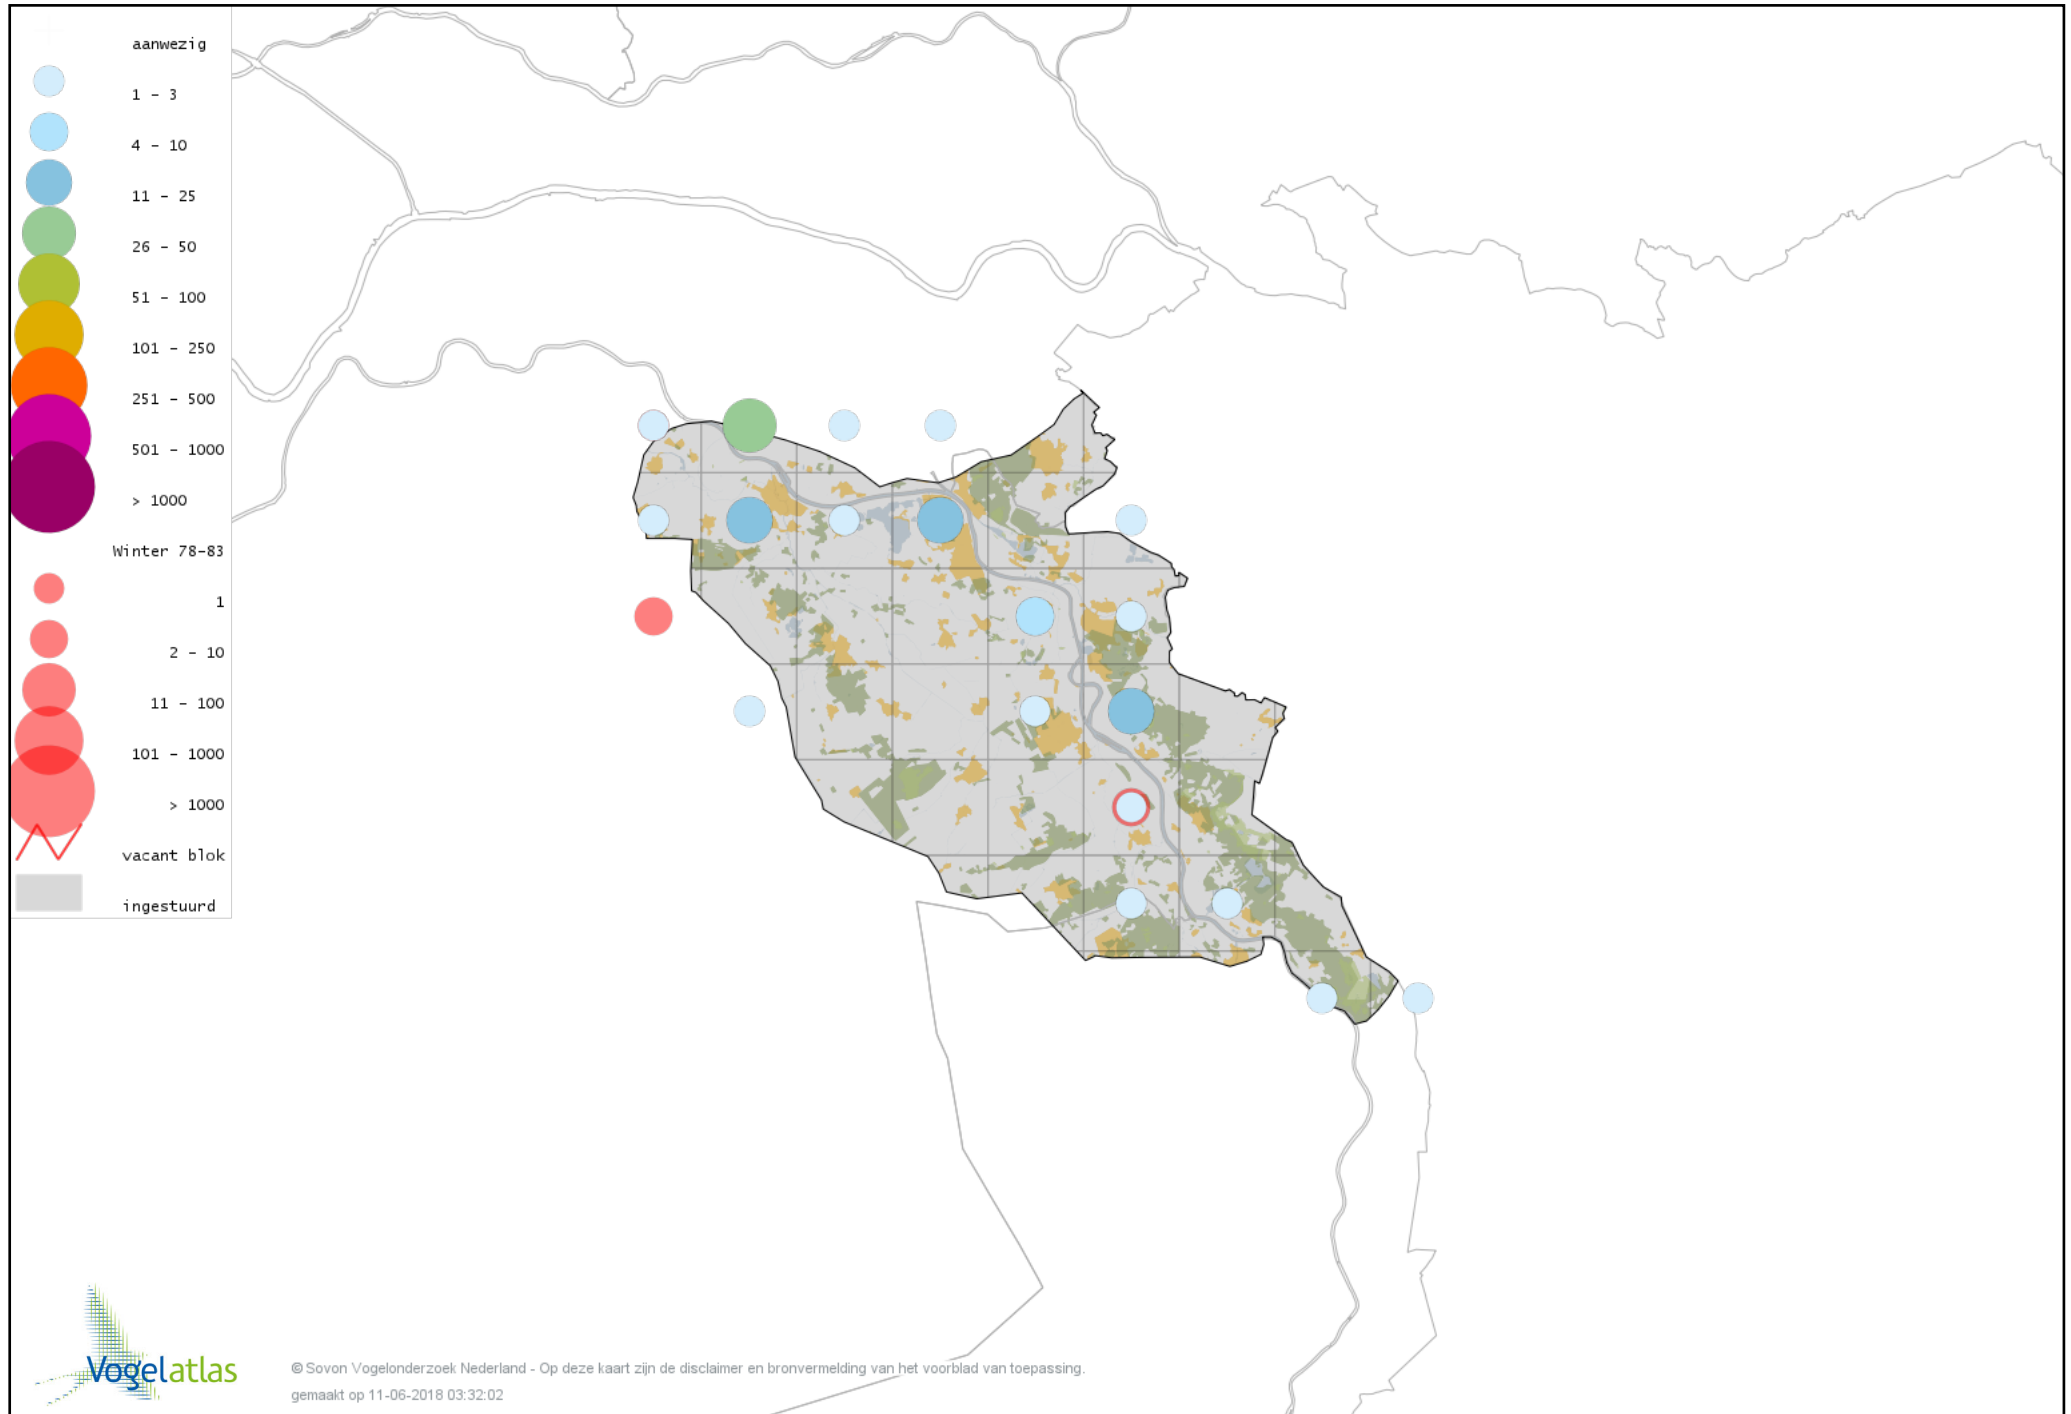 aanwezig
1 - 3
4 - 10
11 - 25
26 - 50
51 - 100
101 - 250
251 - 500
501 - 1000
> 1000
Winter 78-83
1
2 - 10
11 - 100
101 - 1000
> 1000
vacant blok
ingestuurd
Vogelatlas
© Sovon Vogelonderzoek Nederland - Op deze kaart zijn de disclaimer en bronvermelding van het voorblad van toepassing.
gemaakt op 11-06-2018 03:32:02